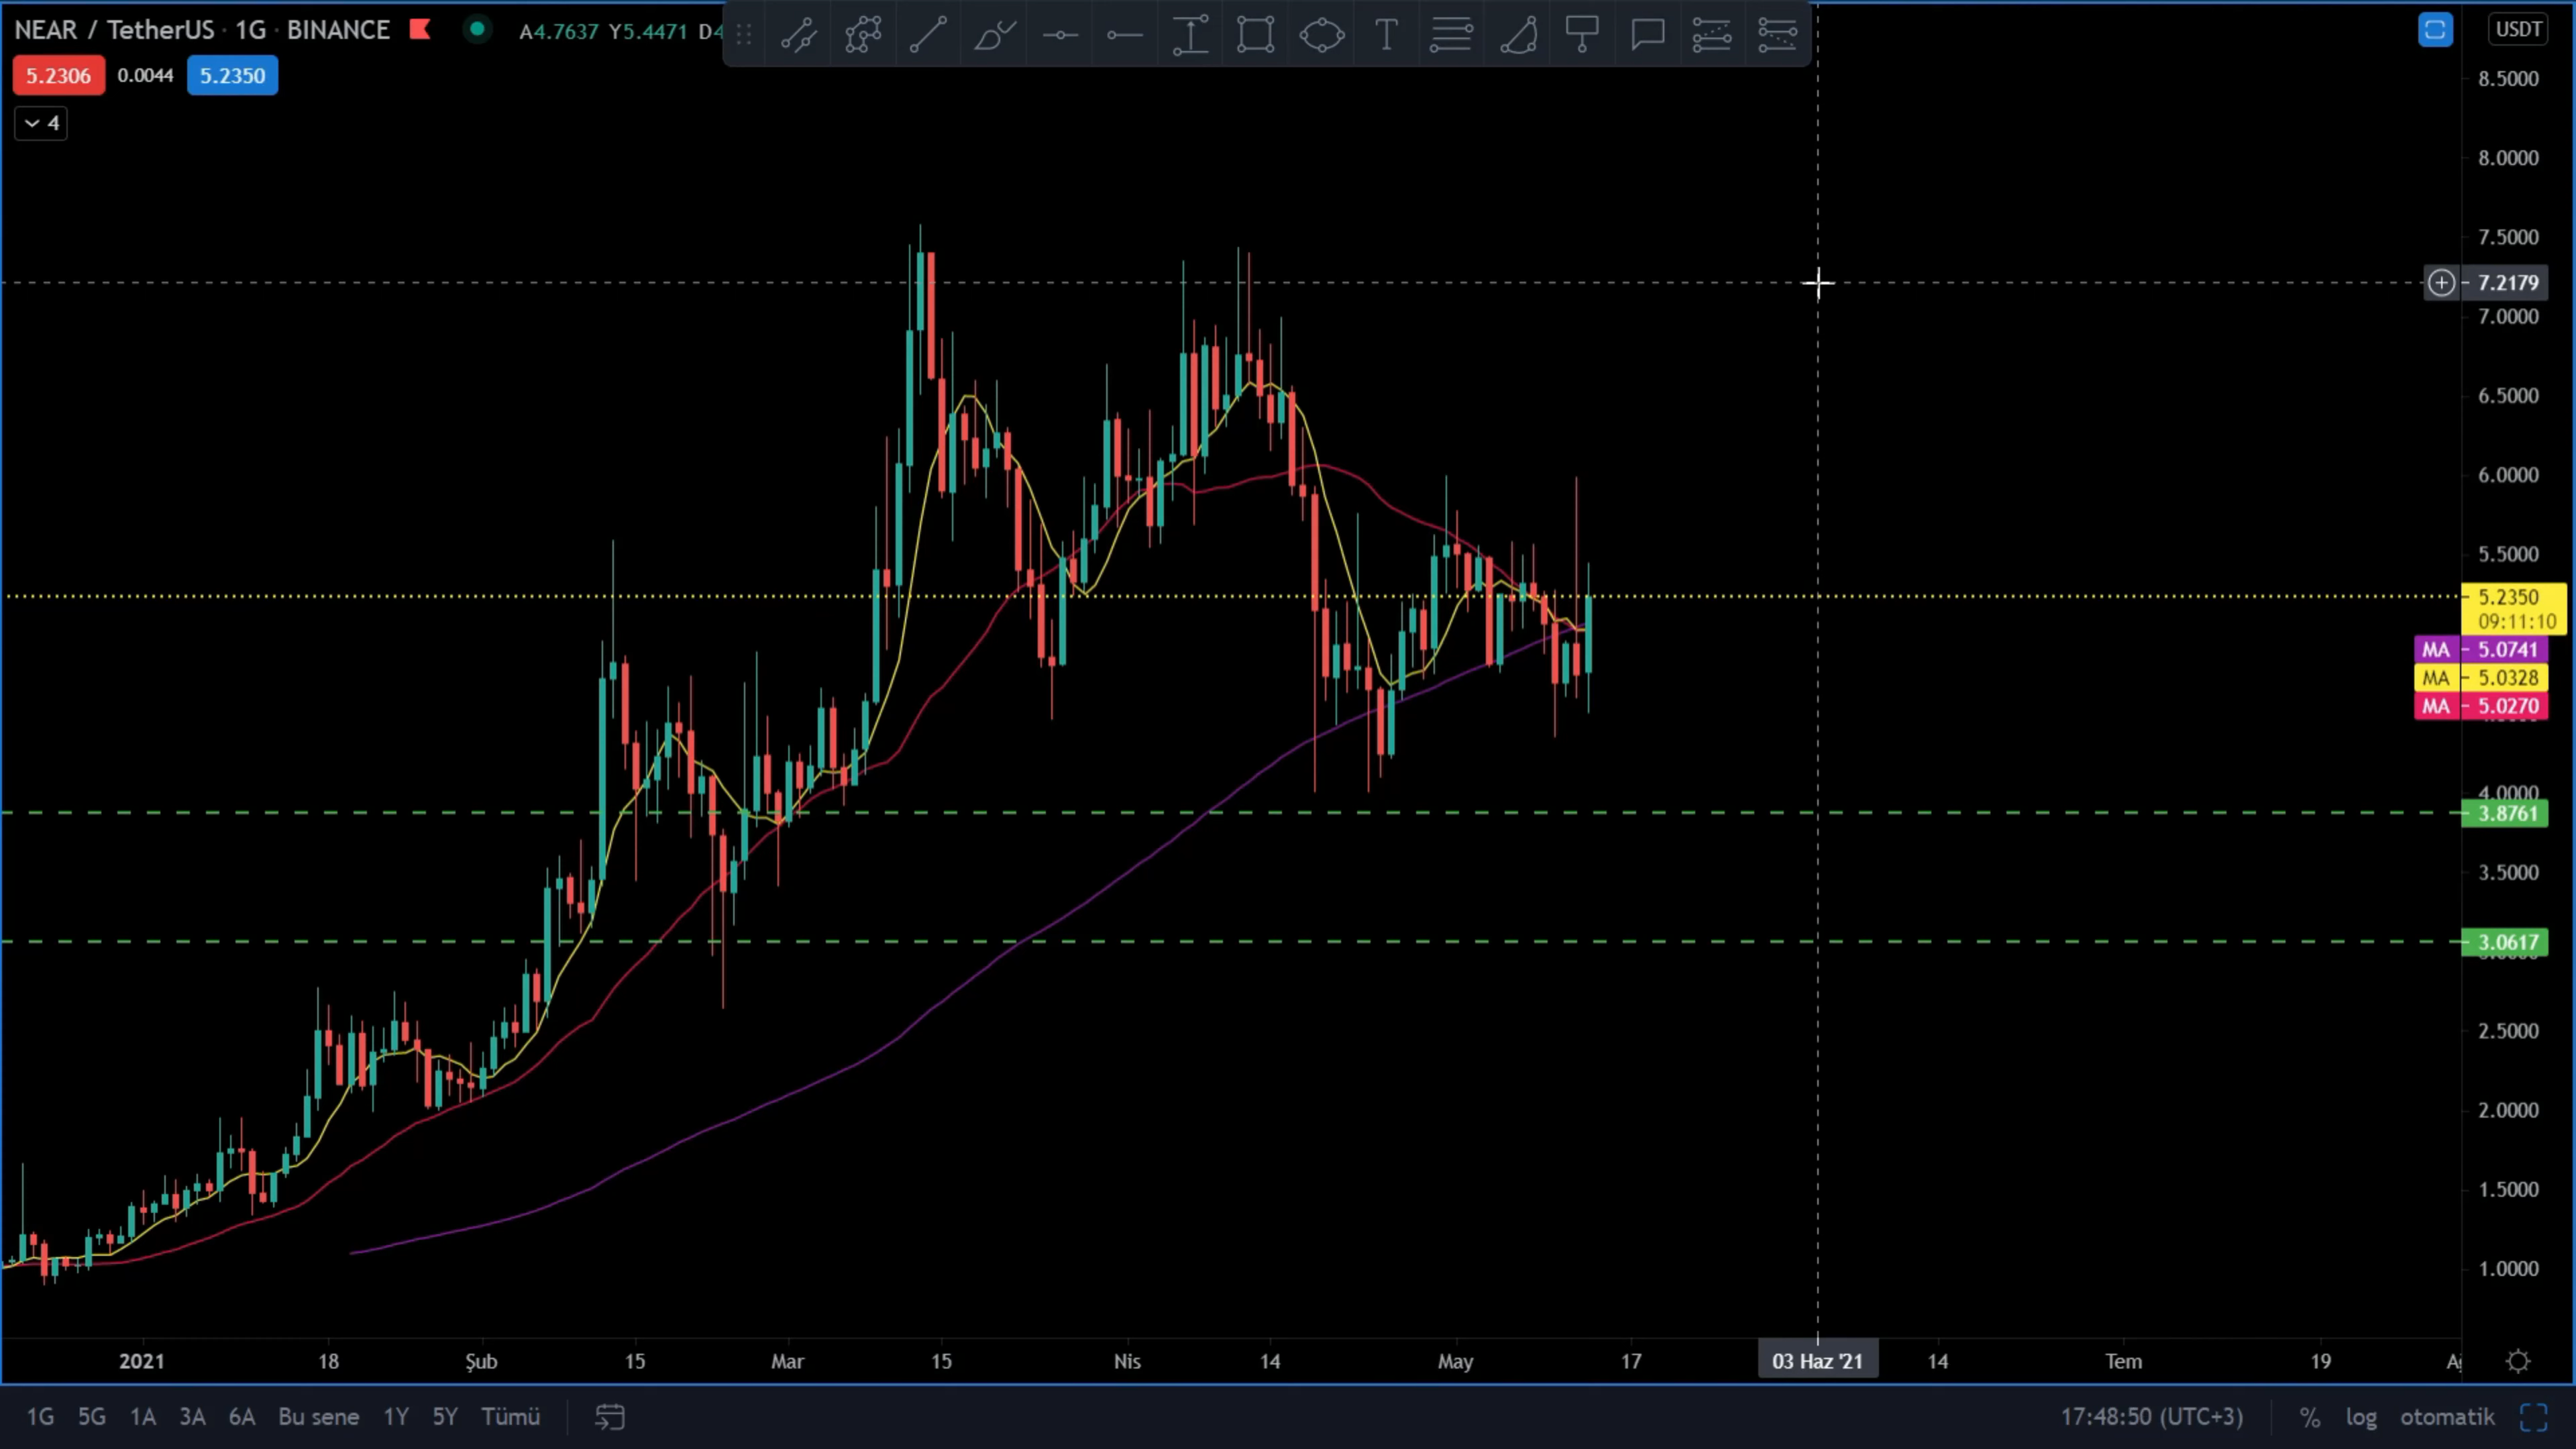 NEAR / TetherUS · 1G · BINANCE A4.7637 Y5.4471 D4
5.2306 0.0044 5.2350
4
T
USDT
8.5000
8.0000
7.5000
7.2179
7.0000
6.5000
6.0000
5.5000
5.2350
09:11:10
MA 5.0741
MA 5.0328
MA 5.0270
4.0000
3.8761
3.5000
3.0617
2.5000
2.0000
1.5000
1.0000
2021 18 Şub 15 Mar 15 Nis 14 May 17 03 Haz '21 14 Tem 19
1G 5G 1A 3A 6A Bu sene 1Y 5Y Tümü 17:48:50 (UTC+3) % log otomatik